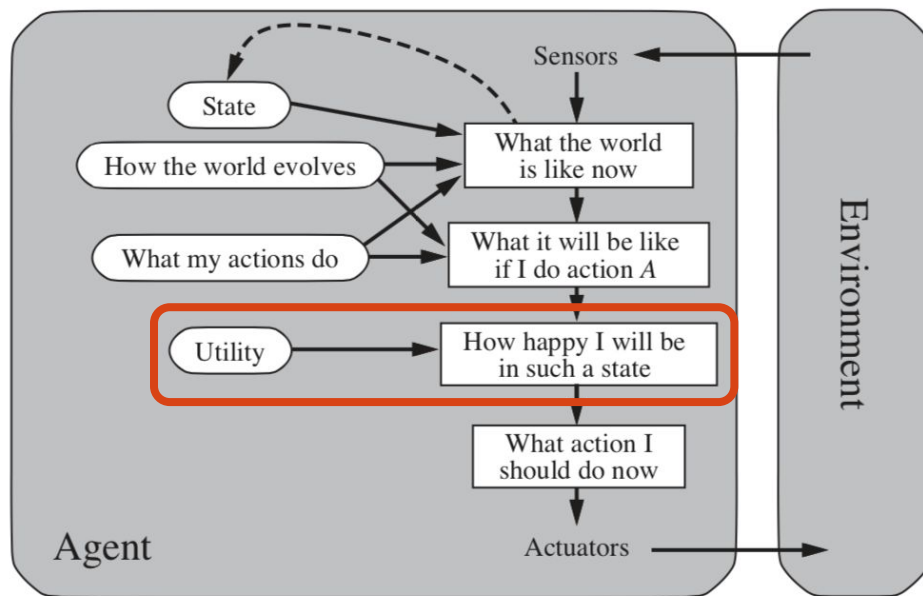 Sensors
State
What the world
is like now
How the world evolves
What it will be like
if I do action A
What my actions do
Utility
How happy I will be
in such a state
What action I
should do now
Agent
Actuators
Environment